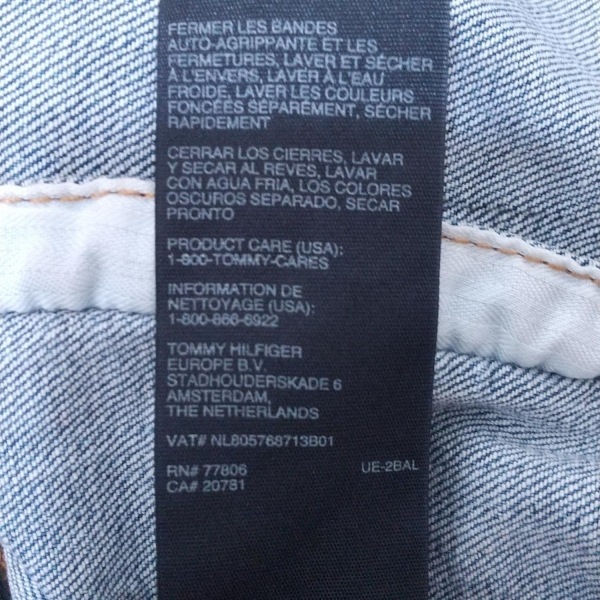 FERMER LES BANDES
AUTO-AGRIPPANTE ET LES
FERMETURES, LAVER ET SÉCHER
À L'ENVERS, LAVER À L'EAU
FROIDE, LAVER LES COULEURS
FONCÉES SÉPARÉMENT, SÉCHER
RAPIDEMENT
CERRAR LOS CIERRES, LAVAR
Y SECAR AL REVÉS, LAVAR
CON AGUA FRIA, LOS COLORES
OSCUROS SEPARADO, SECAR
PRONTO
PRODUCT CARE (USA):
1-800-TOMMY-CARES
INFORMATION DE
NETTOYAGE (USA):
1-800-866-6922
TOMMY HILFIGER
EUROPE B.V.
STADHOUDERSKADE 6
AMSTERDAM,
THE NETHERLANDS
VAT# NL805768713B01
RN# 77806 UE-2BAL
CA# 20781